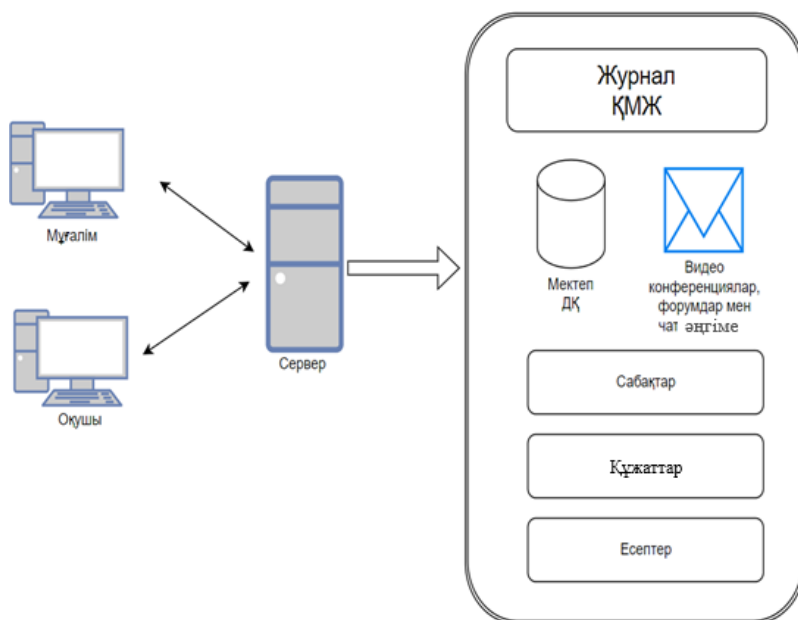 Мұғалім
Оқушы
Сервер
Журнал
ҚМЖ
Мектеп
ДҚ
Видео
конференциялар,
форумдар мен
чат әңгіме
Сабақтар
Құжаттар
Есептер